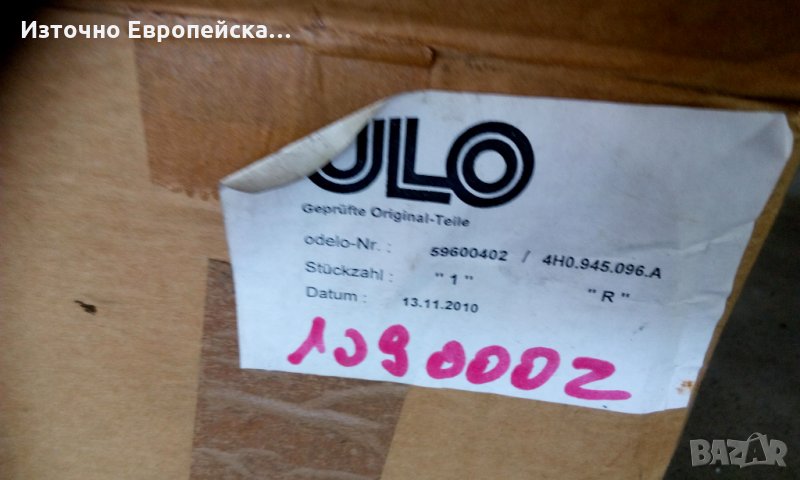 Източно Европейска...
ULO
Geprüfte Original-Teile
odelo-Nr. : 59600402 / 4H0.945.096.A
Stückzahl : " 1 " " R "
Datum : 13.11.2010
1090002
BAZAR